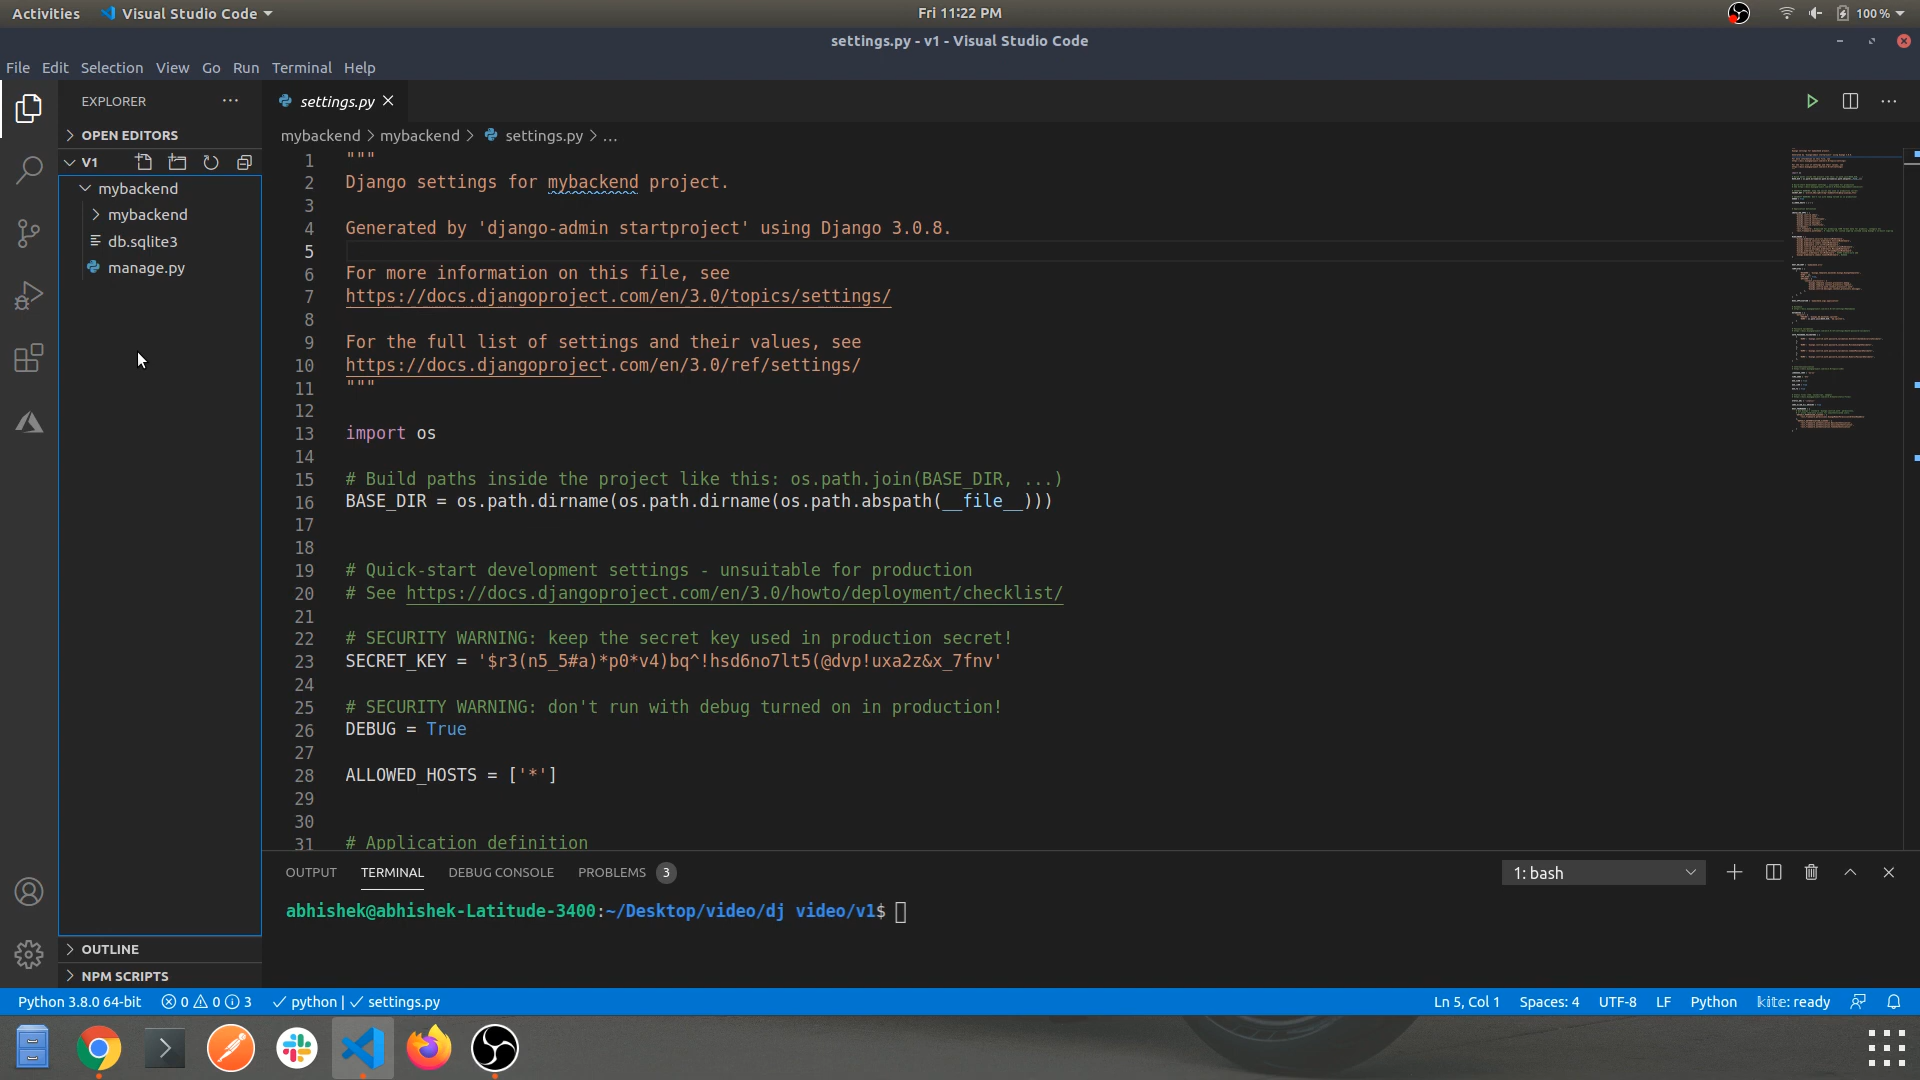 Activities
Visual Studio Code
Fri 11:22 PM
100 %
settings.py - v1 - Visual Studio Code
File Edit Selection View Go Run Terminal Help
EXPLORER
OPEN EDITORS
V1
mybackend
mybackend
db.sqlite3
manage.py
OUTLINE
NPM SCRIPTS
settings.py
mybackend > mybackend > settings.py > ...
1 """
2 Django settings for mybackend project.
3
4 Generated by 'django-admin startproject' using Django 3.0.8.
5
6 For more information on this file, see
7 https://docs.djangoproject.com/en/3.0/topics/settings/
8
9 For the full list of settings and their values, see
10 https://docs.djangoproject.com/en/3.0/ref/settings/
11 """
12
13 import os
14
15 # Build paths inside the project like this: os.path.join(BASE_DIR, ...)
16 BASE_DIR = os.path.dirname(os.path.dirname(os.path.abspath(__file__)))
17
18
19 # Quick-start development settings - unsuitable for production
20 # See https://docs.djangoproject.com/en/3.0/howto/deployment/checklist/
21
22 # SECURITY WARNING: keep the secret key used in production secret!
23 SECRET_KEY = '$r3(n5_5#a)*p0*v4)bq^!hsd6no7lt5(@dvp!uxa2z&x_7fnv'
24
25 # SECURITY WARNING: don't run with debug turned on in production!
26 DEBUG = True
27
28 ALLOWED_HOSTS = ['*']
29
30
31 # Application definition
OUTPUT TERMINAL DEBUG CONSOLE PROBLEMS 3
1: bash
abhishek@abhishek-Latitude-3400:~/Desktop/video/dj video/v1$
Python 3.8.0 64-bit 0 0 3 python | settings.py
Ln 5, Col 1 Spaces: 4 UTF-8 LF Python kite: ready